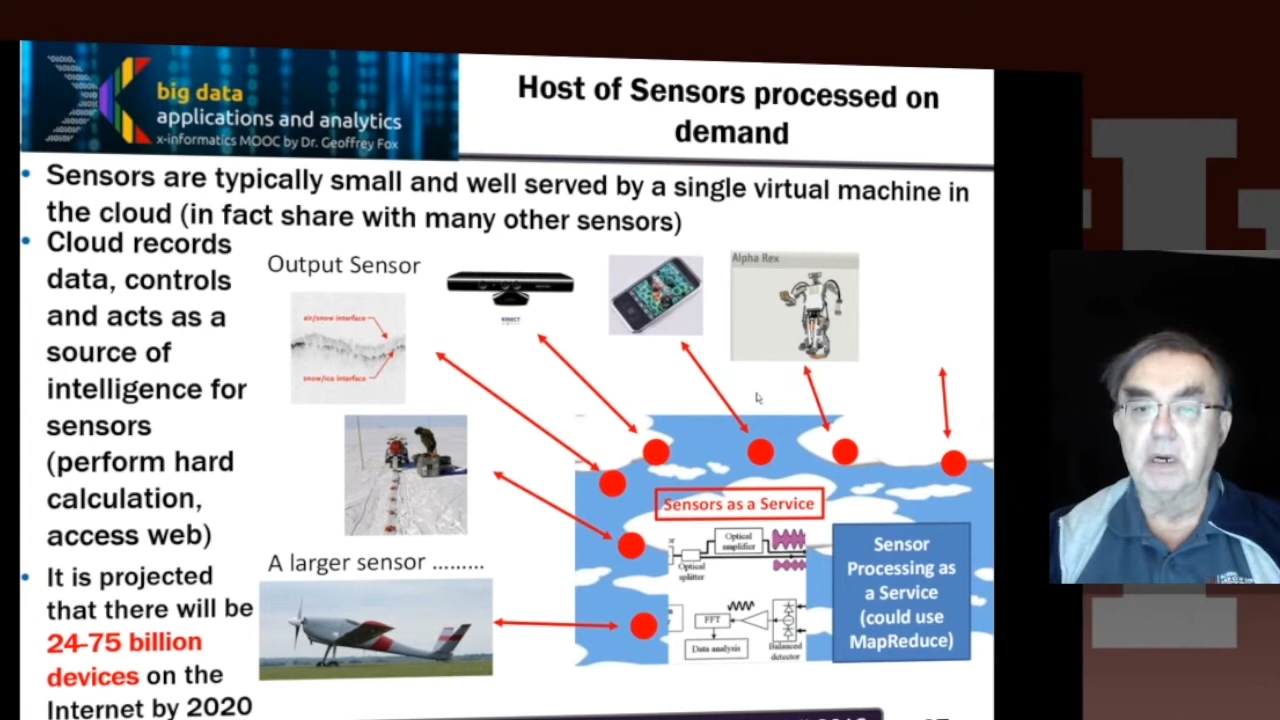 big data
applications and analytics
x-informatics MOOC by Dr. Geoffrey Fox
Host of Sensors processed on
demand
• Sensors are typically small and well served by a single virtual machine in
the cloud (in fact share with many other sensors)
• Cloud records
data, controls
and acts as a
source of
intelligence for
sensors
(perform hard
calculation,
access web)
• It is projected
that there will be
24-75 billion
devices on the
Internet by 2020
Output Sensor
air/snow interface
snow/ice interface
KINECT
Alpha Rex
A larger sensor .........
Sensors as a Service
Optical
amplifier
Optical
splitter
FFT
Data analysis
Balanced
detector
Sensor
Processing as
a Service
(could use
MapReduce)